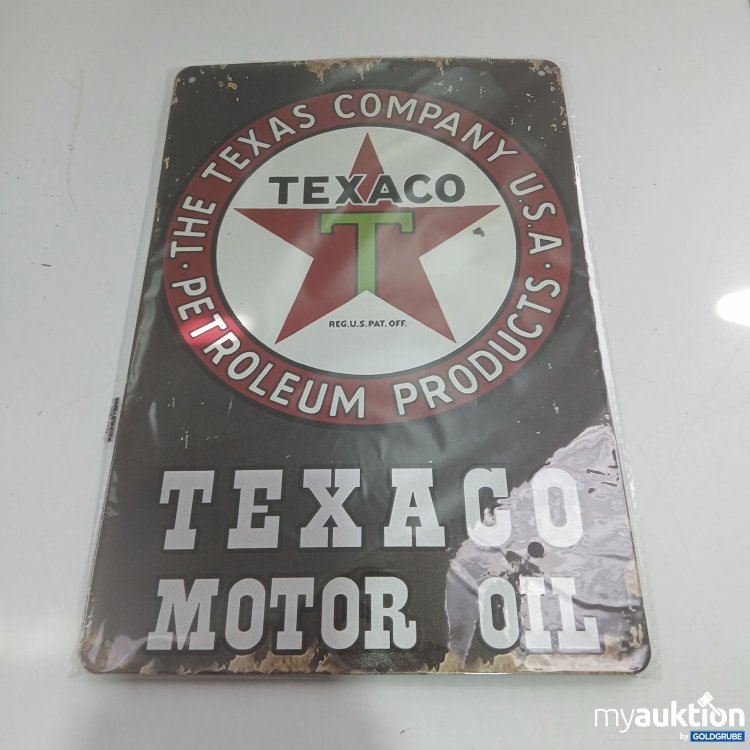 THE TEXAS COMPANY U.S.A.
· PETROLEUM PRODUCTS ·
TEXACO
T
REG.U.S.PAT.OFF.
TEXACO
MOTOR OIL
myauktion
by GOLDGRUBE